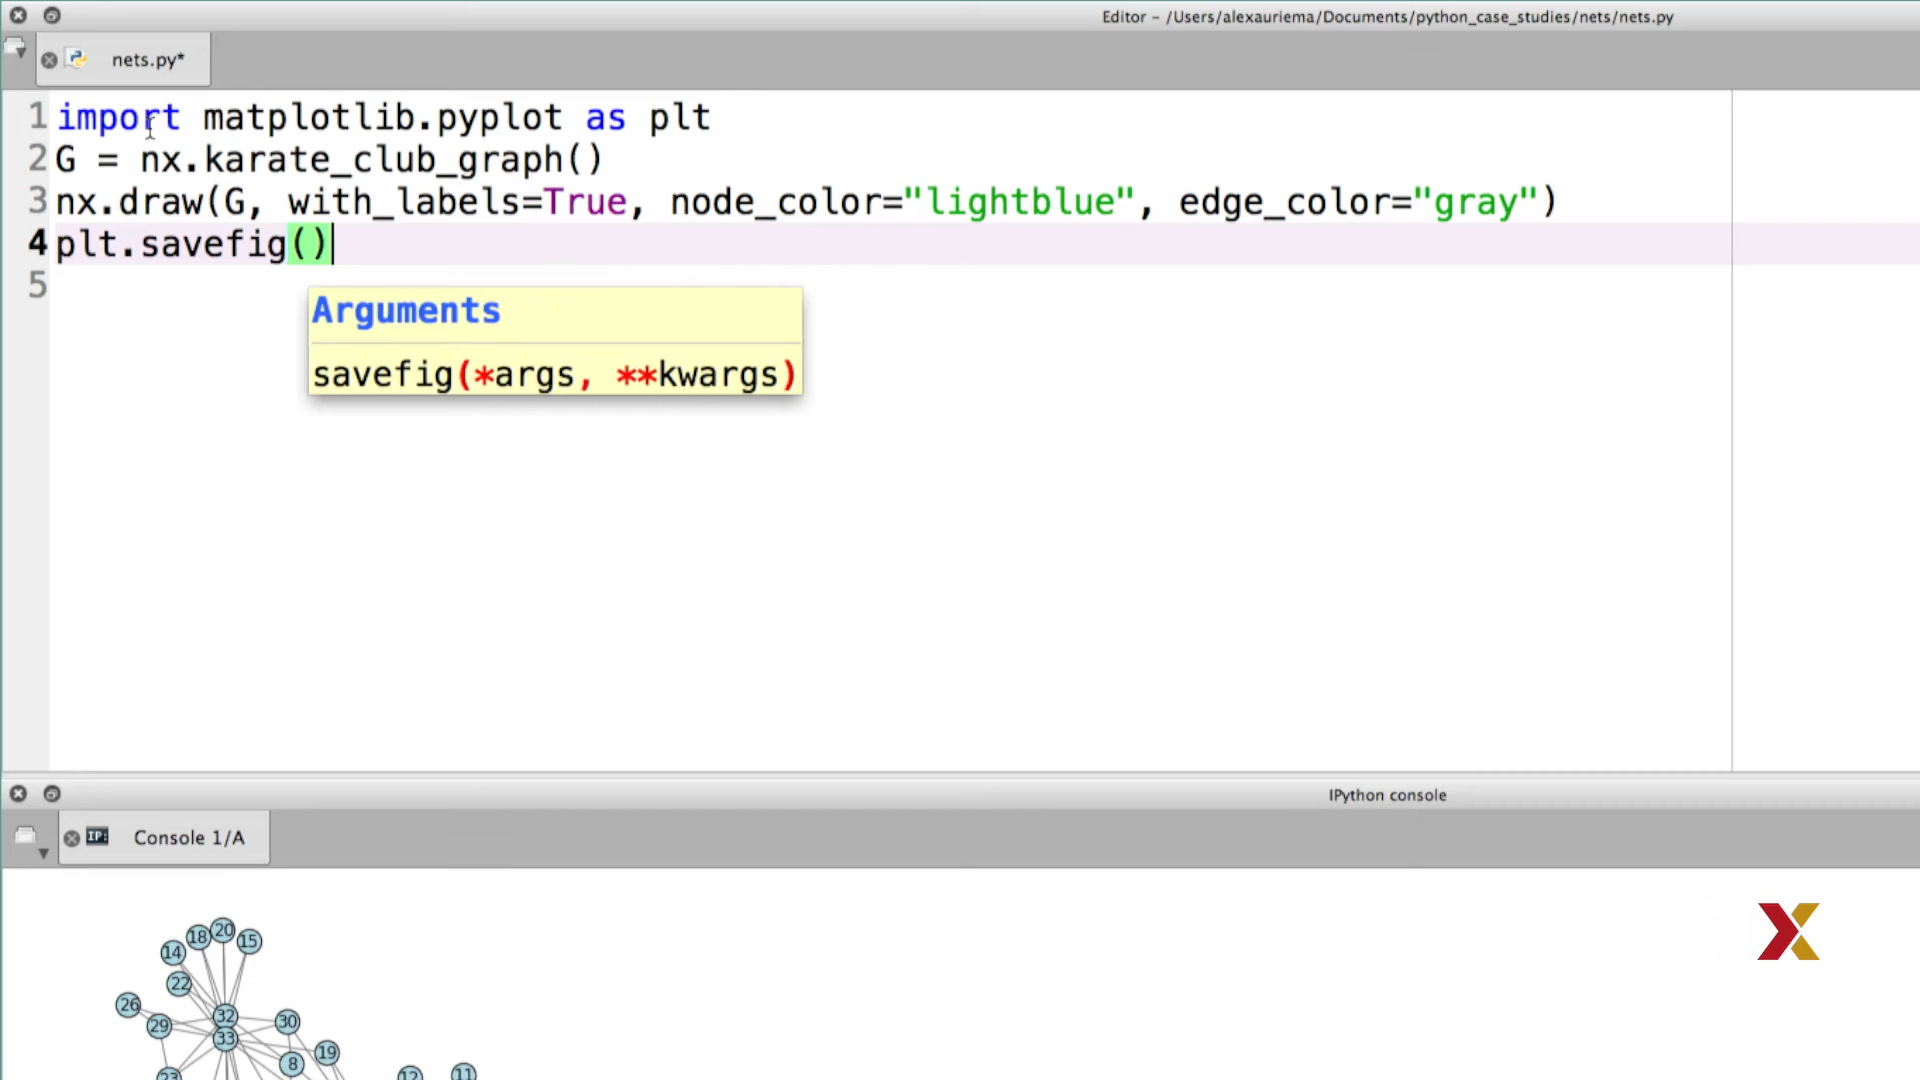 Editor – /Users/alexauriema/Documents/python_case_studies/nets/nets.py
nets.py*
1 import matplotlib.pyplot as plt
2 G = nx.karate_club_graph()
3 nx.draw(G, with_labels=True, node_color="lightblue", edge_color="gray")
4 plt.savefig()
5
Arguments
savefig(*args, **kwargs)
IPython console
IP: Console 1/A
14 18 20 15
22
26 29 32 30
33 19
8
23 12 11
X